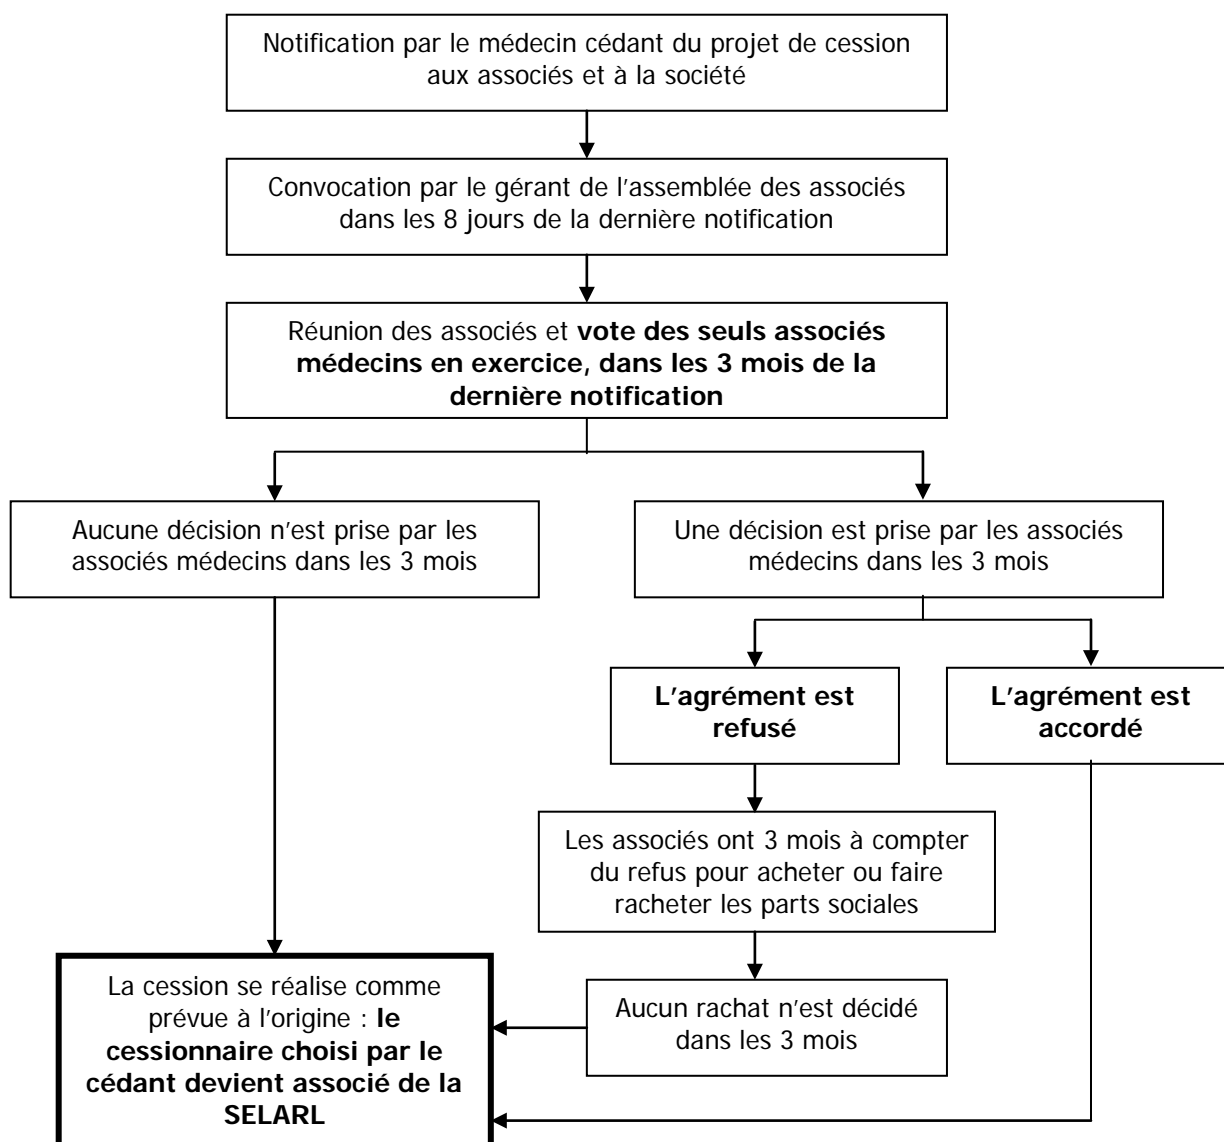 Notification par le médecin cédant du projet de cession
aux associés et à la société
Convocation par le gérant de l’assemblée des associés
dans les 8 jours de la dernière notification
Réunion des associés et vote des seuls associés
médecins en exercice, dans les 3 mois de la
dernière notification
Aucune décision n’est prise par les
associés médecins dans les 3 mois
Une décision est prise par les associés
médecins dans les 3 mois
L’agrément est
refusé
L’agrément est
accordé
Les associés ont 3 mois à compter
du refus pour acheter ou faire
racheter les parts sociales
Aucun rachat n’est décidé
dans les 3 mois
La cession se réalise comme
prévue à l’origine : le
cessionnaire choisi par le
cédant devient associé de la
SELARL